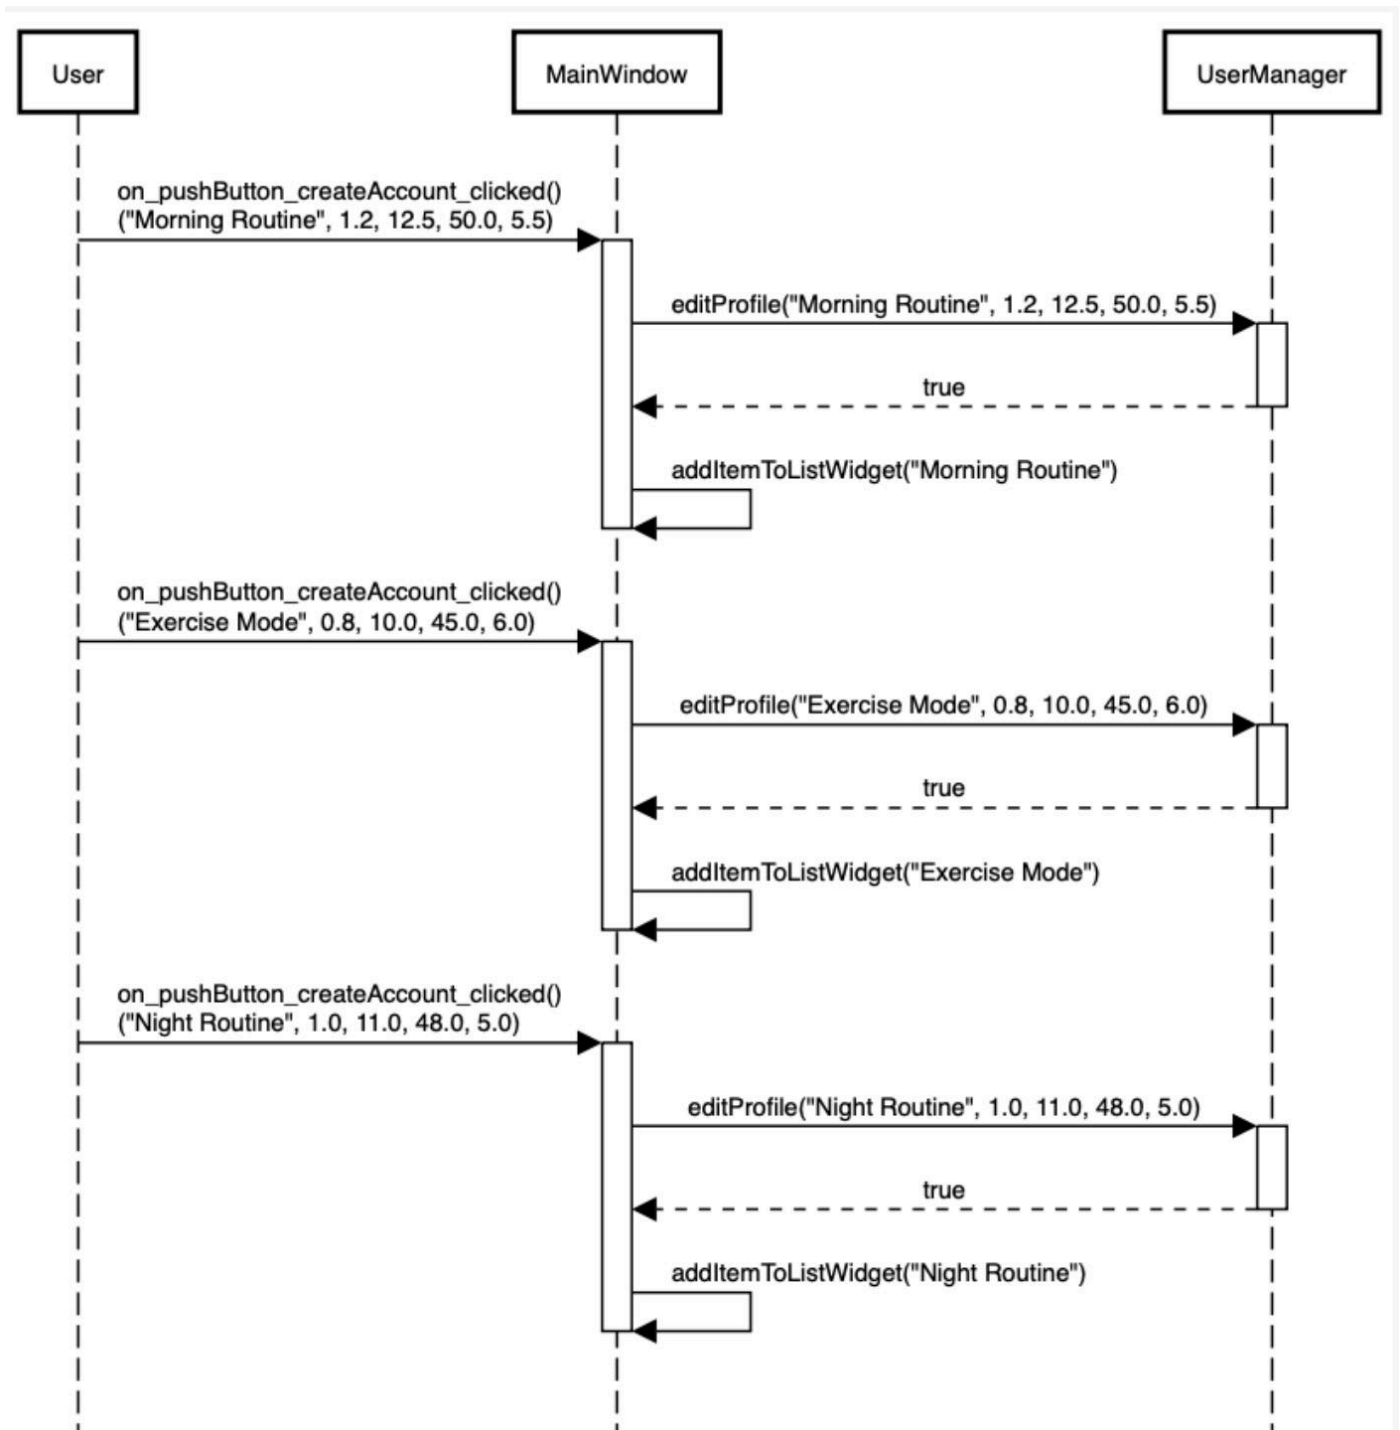 User
MainWindow
UserManager
on_pushButton_createAccount_clicked()
("Morning Routine", 1.2, 12.5, 50.0, 5.5)
editProfile("Morning Routine", 1.2, 12.5, 50.0, 5.5)
true
addItemToListWidget("Morning Routine")
on_pushButton_createAccount_clicked()
("Exercise Mode", 0.8, 10.0, 45.0, 6.0)
editProfile("Exercise Mode", 0.8, 10.0, 45.0, 6.0)
true
addItemToListWidget("Exercise Mode")
on_pushButton_createAccount_clicked()
("Night Routine", 1.0, 11.0, 48.0, 5.0)
editProfile("Night Routine", 1.0, 11.0, 48.0, 5.0)
true
addItemToListWidget("Night Routine")